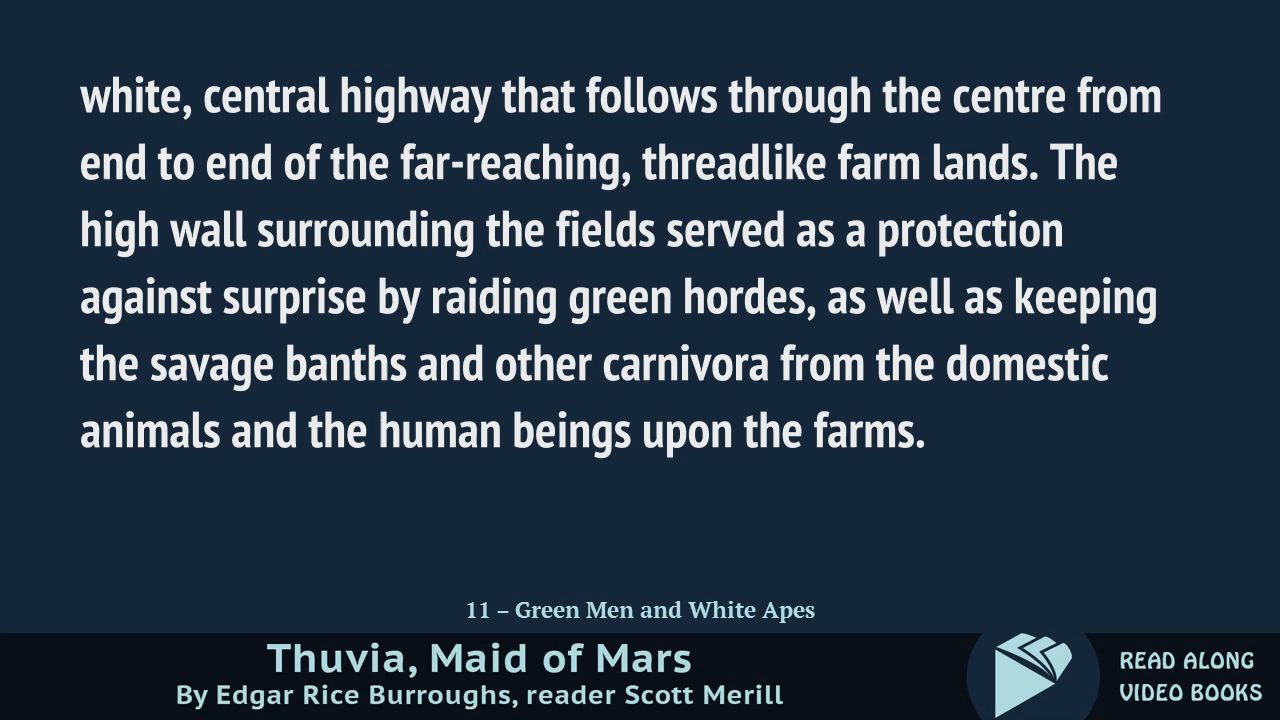 white, central highway that follows through the centre from
end to end of the far-reaching, threadlike farm lands. The
high wall surrounding the fields served as a protection
against surprise by raiding green hordes, as well as keeping
the savage banths and other carnivora from the domestic
animals and the human beings upon the farms.
11 – Green Men and White Apes
Thuvia, Maid of Mars
By Edgar Rice Burroughs, reader Scott Merill
READ ALONG
VIDEO BOOKS